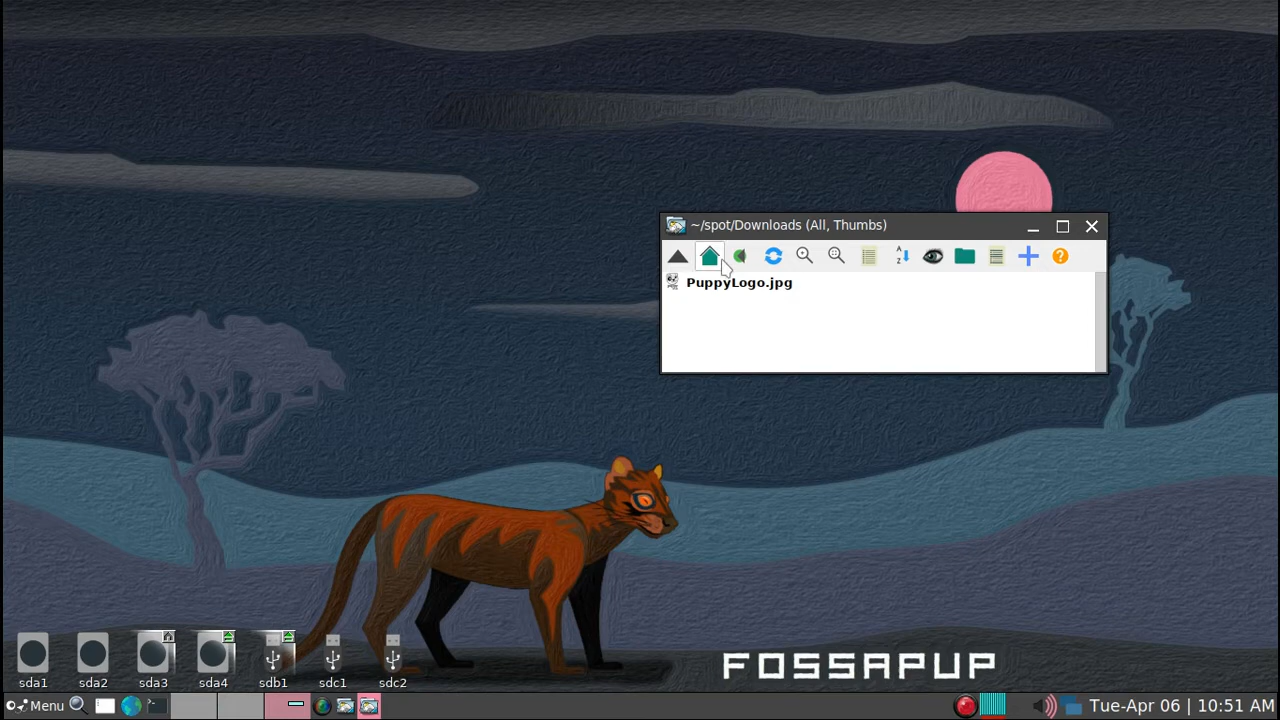 ~/spot/Downloads (All, Thumbs)
PuppyLogo.jpg
FOSSAPUP
sda1
sda2
sda3
sda4
sdb1
sdc1
sdc2
Menu
Tue-Apr 06 | 10:51 AM